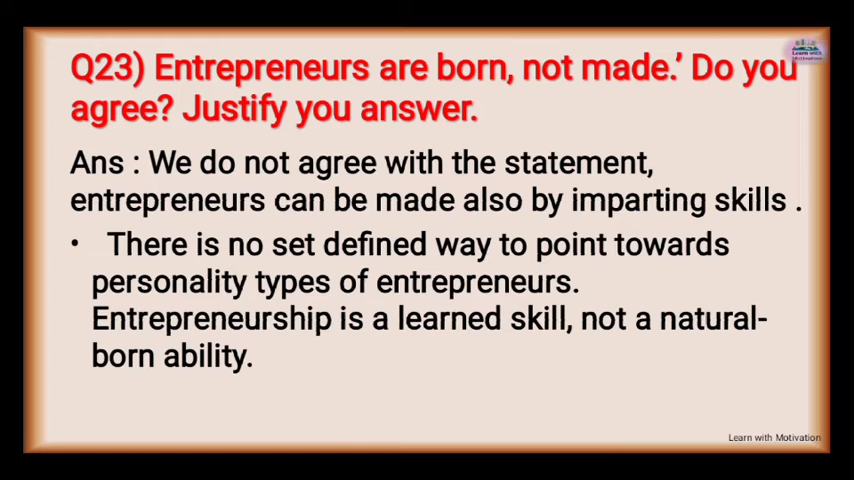 Q23) Entrepreneurs are born, not made.’ Do you
agree? Justify you answer.
Ans : We do not agree with the statement,
entrepreneurs can be made also by imparting skills .
• There is no set defined way to point towards
personality types of entrepreneurs.
Entrepreneurship is a learned skill, not a natural-
born ability.
Learn with Motivation